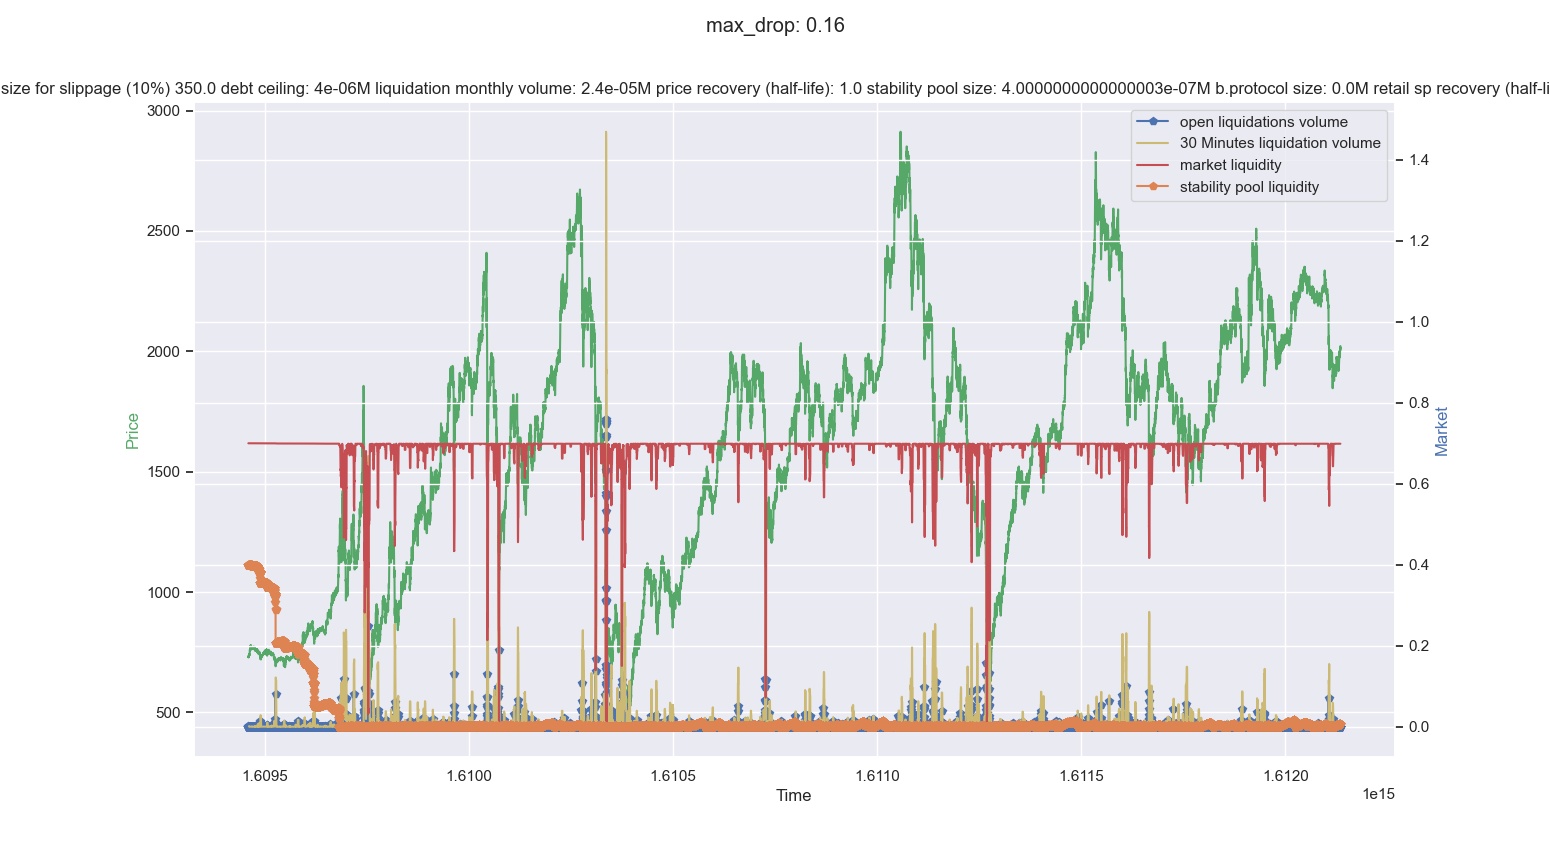 max_drop: 0.16
size for slippage (10%) 350.0 debt ceiling: 4e-06M liquidation monthly volume: 2.4e-05M price recovery (half-life): 1.0 stability pool size: 4.0000000000000003e-07M b.protocol size: 0.0M retail sp recovery (half-li
open liquidations volume
30 Minutes liquidation volume
market liquidity
stability pool liquidity
Price
3000
2500
2000
1500
1000
500
Market
1.4
1.2
1.0
0.8
0.6
0.4
0.2
0.0
1.6095 1.6100 1.6105 1.6110 1.6115 1.6120
Time
1e15